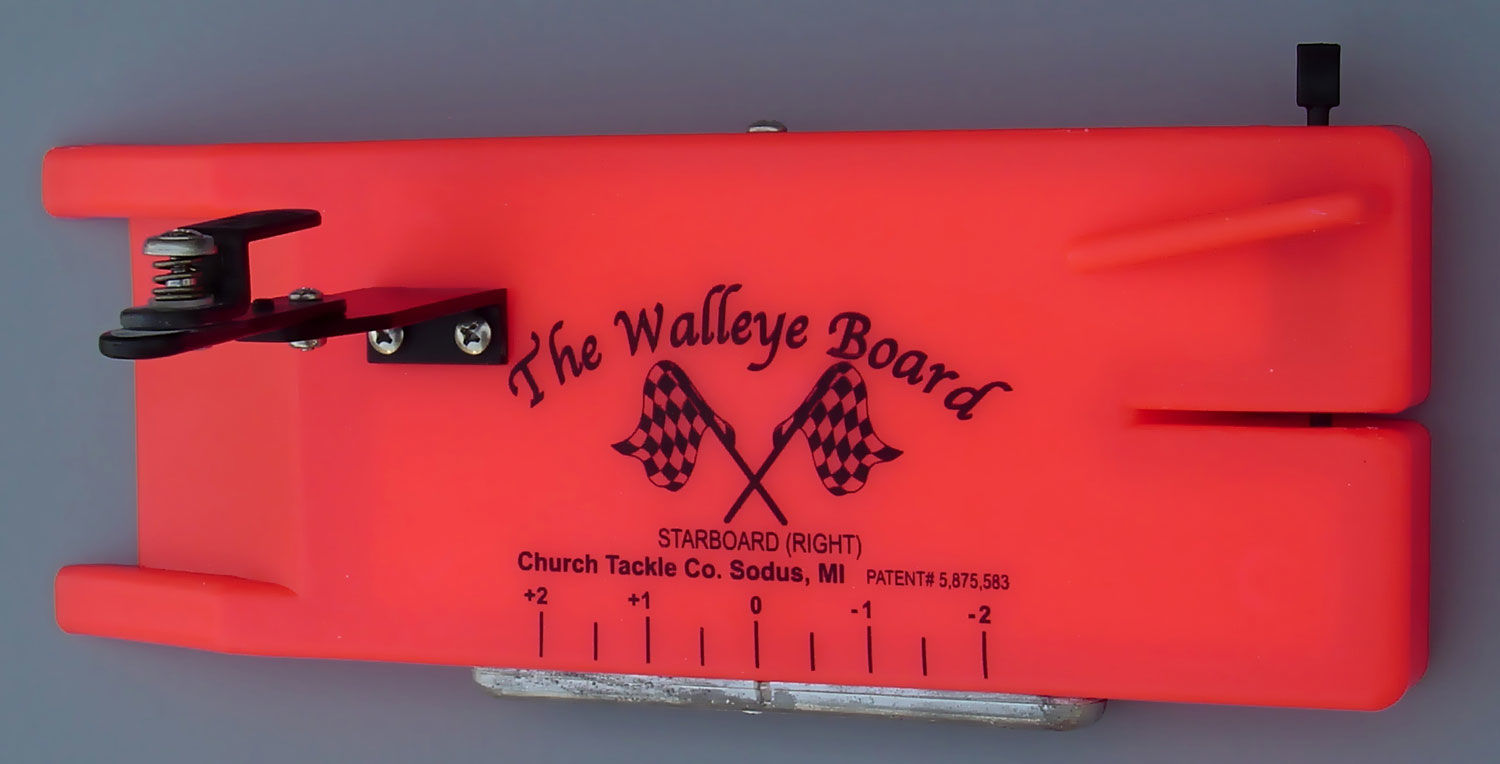 The Walleye Board
STARBOARD (RIGHT)
Church Tackle Co. Sodus, MI PATENT# 5,875,583
+2 +1 0 -1 -2